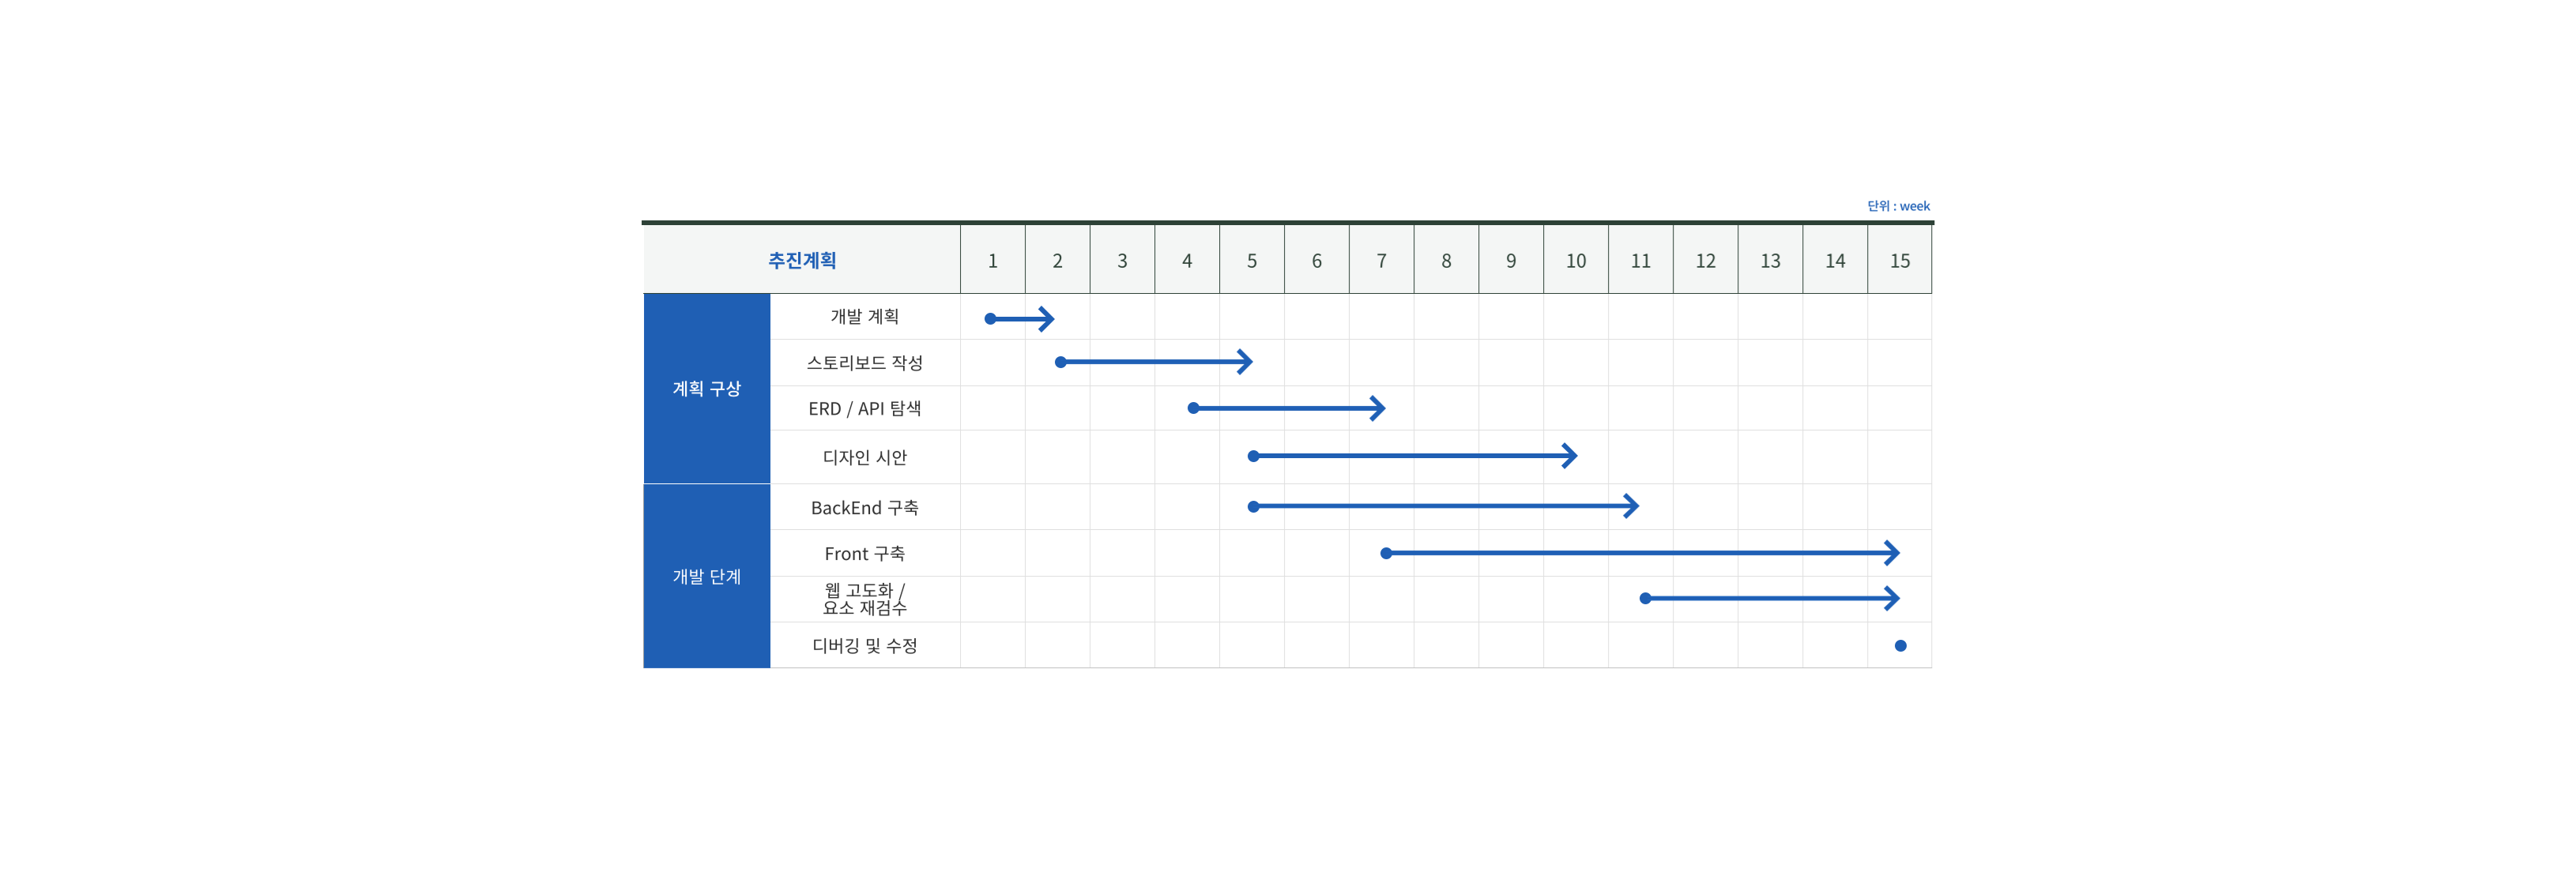 단위 : week
추진계획 1 2 3 4 5 6 7 8 9 10 11 12 13 14 15
계획 구상
개발 계획
스토리보드 작성
ERD / API 탐색
디자인 시안
개발 단계
BackEnd 구축
Front 구축
웹 고도화 /
요소 재검수
디버깅 및 수정